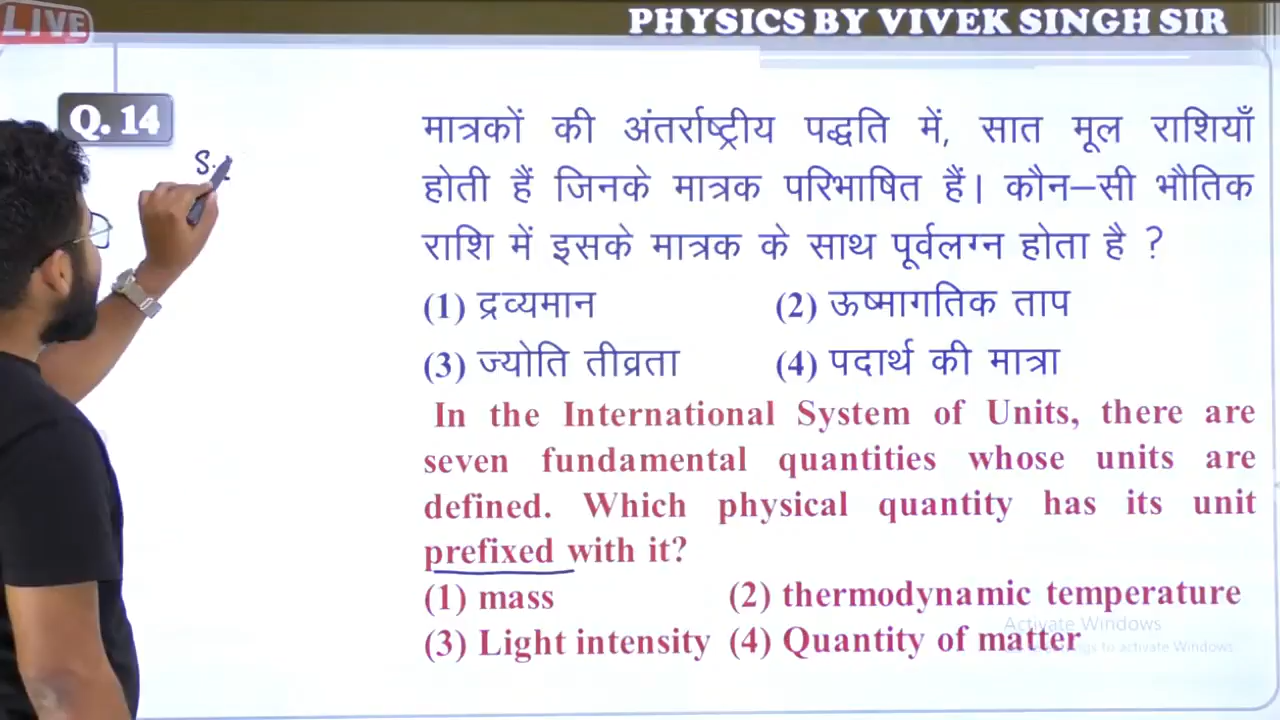 LIVE
PHYSICS BY VIVEK SINGH SIR
Q. 14
S.
मात्रकों की अंतर्राष्ट्रीय पद्धति में, सात मूल राशियाँ
होती हैं जिनके मात्रक परिभाषित हैं। कौन–सी भौतिक
राशि में इसके मात्रक के साथ पूर्वलग्न होता है ?
(1) द्रव्यमान (2) ऊष्मागतिक ताप
(3) ज्योति तीव्रता (4) पदार्थ की मात्रा
In the International System of Units, there are
seven fundamental quantities whose units are
defined. Which physical quantity has its unit
prefixed with it?
(1) mass (2) thermodynamic temperature
(3) Light intensity (4) Quantity of matter
Activate Windows
to activate Windows